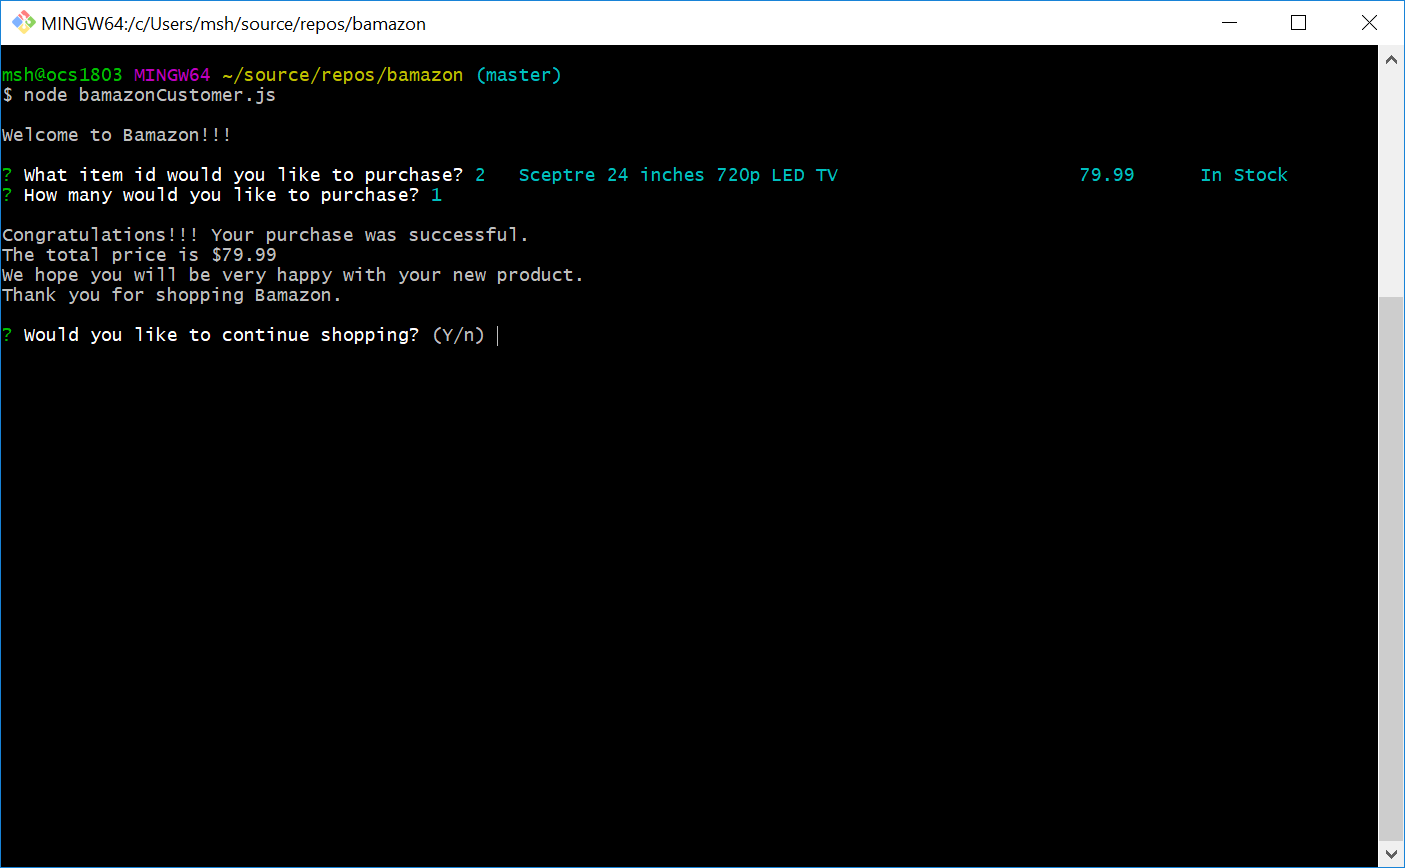 MINGW64:/c/Users/msh/source/repos/bamazon
msh@ocs1803 MINGW64 ~/source/repos/bamazon (master)
$ node bamazonCustomer.js
Welcome to Bamazon!!!
? What item id would you like to purchase? 2   Sceptre 24 inches 720p LED TV                      79.99      In Stock
? How many would you like to purchase? 1
Congratulations!!! Your purchase was successful.
The total price is $79.99
We hope you will be very happy with your new product.
Thank you for shopping Bamazon.
? Would you like to continue shopping? (Y/n)